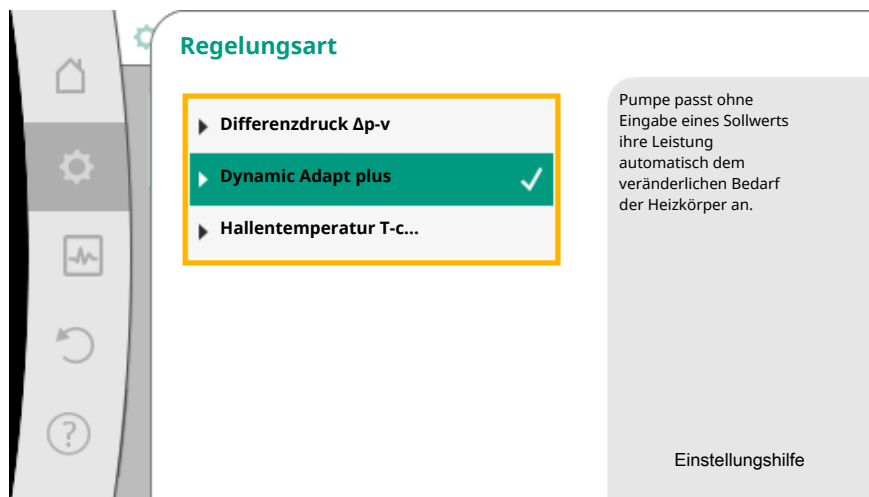 Regelungsart
Differenzdruck Δp-v
Dynamic Adapt plus
Hallentemperatur T-c...
Pumpe passt ohne
Eingabe eines Sollwerts
ihre Leistung
automatisch dem
veränderlichen Bedarf
der Heizkörper an.
Einstellungshilfe
?